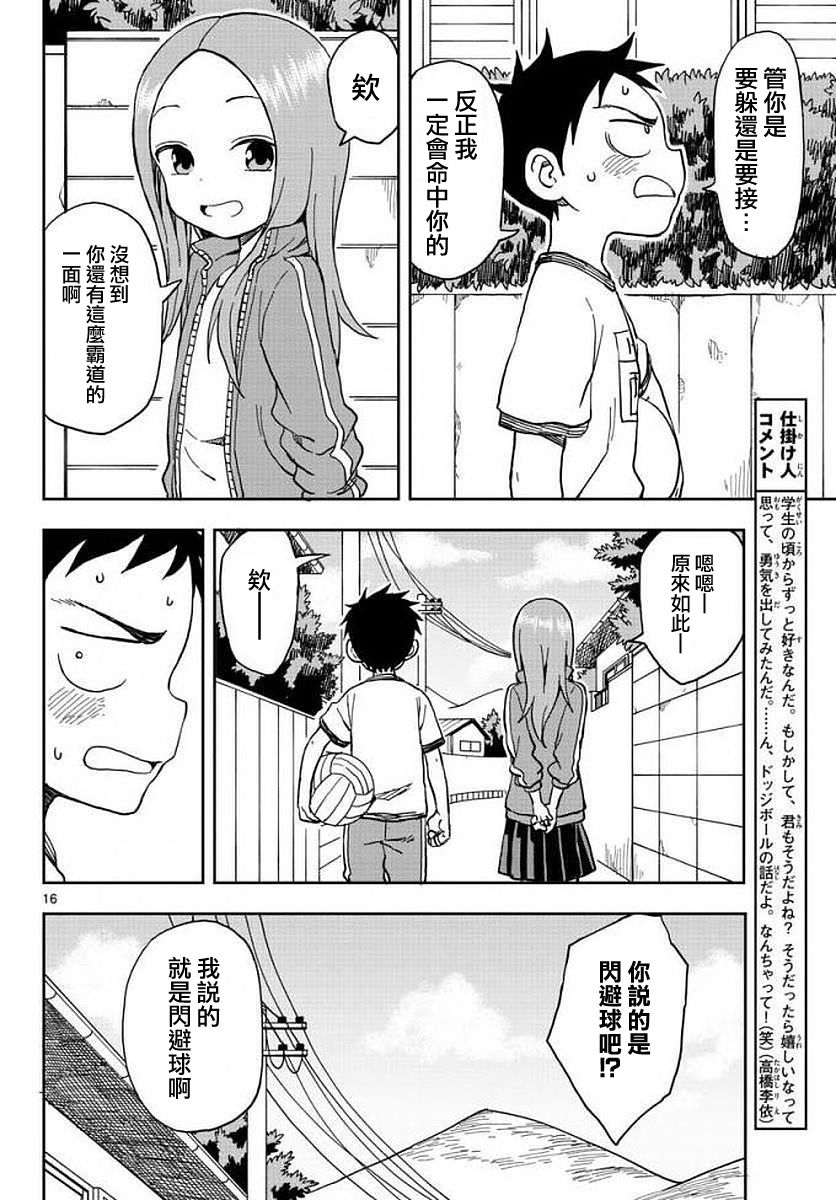 管你是
要躲還是要接…
反正我
一定會命中你的
欸
沒想到
你還有這麼霸道的
一面啊
嗯嗯—
原來如此—
欸—
你說的是
閃避球吧!?
我說的
就是閃避球啊
仕掛け人
コメント
学生の頃からずっと好きなんだ。もしかして、君もそうだよね？そうだったら嬉しいなって
思って、勇気を出してみたんだ。……ん、ドッジボールの話だよ。なんちゃって！(笑)(高橋李依)
16